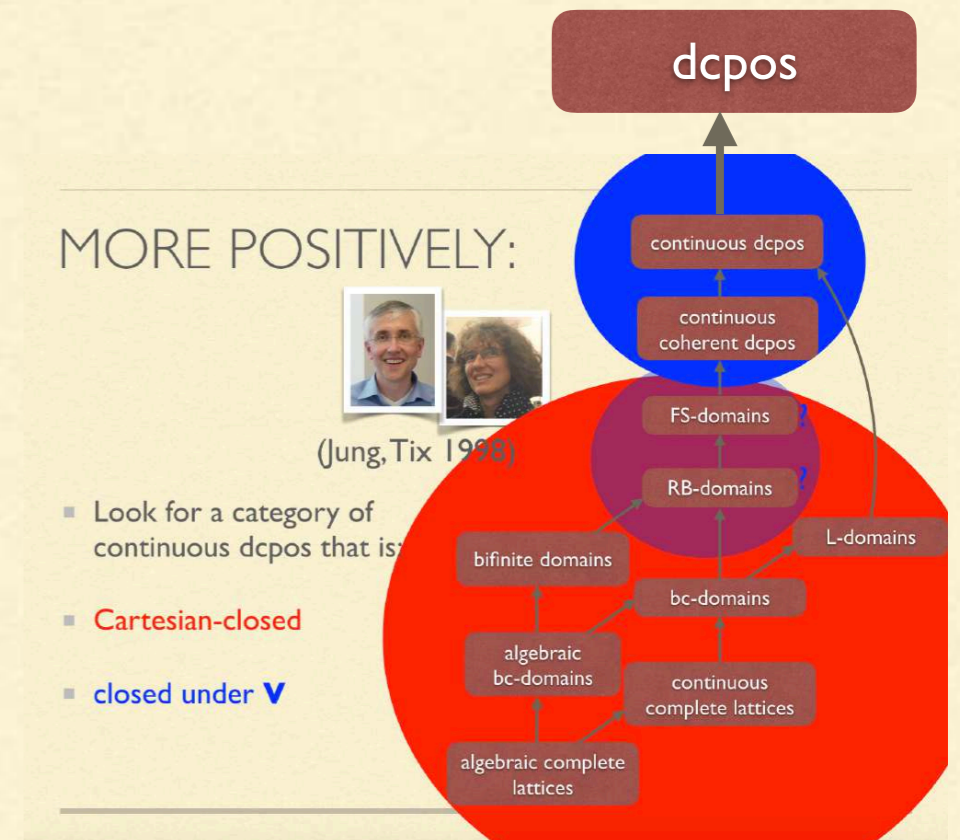 dcpos
MORE POSITIVELY:
continuous dcpos
continuous
coherent dcpos
FS-domains ?
(Jung, Tix 1998)
RB-domains ?
Look for a category of
continuous dcpos that is:
L-domains
bifinite domains
bc-domains
Cartesian-closed
algebraic
bc-domains
continuous
complete lattices
closed under V
algebraic complete
lattices